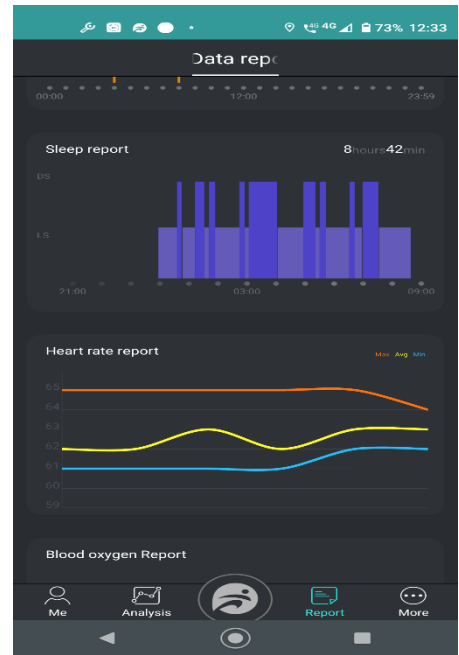 4G 4G 73% 12:33
Data repo
00:00 12:00 23:59
Sleep report 8hours42min
DS
LS
21:00 03:00 09:00
Heart rate report Max Avg Min
65
64
63
62
61
60
59
Blood oxygen Report
Me Analysis Report More